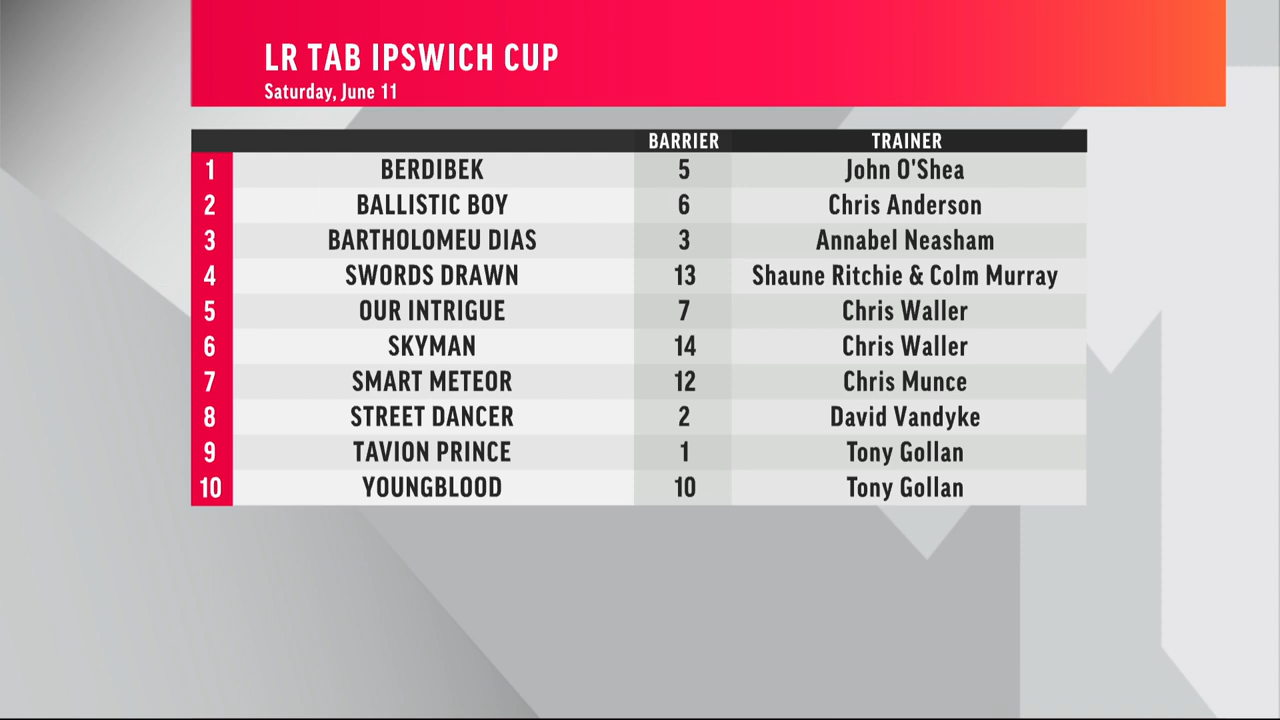 LR TAB IPSWICH CUP
Saturday, June 11
BARRIER TRAINER
1 BERDIBEK 5 John O'Shea
2 BALLISTIC BOY 6 Chris Anderson
3 BARTHOLOMEU DIAS 3 Annabel Neasham
4 SWORDS DRAWN 13 Shaune Ritchie & Colm Murray
5 OUR INTRIGUE 7 Chris Waller
6 SKYMAN 14 Chris Waller
7 SMART METEOR 12 Chris Munce
8 STREET DANCER 2 David Vandyke
9 TAVION PRINCE 1 Tony Gollan
10 YOUNGBLOOD 10 Tony Gollan